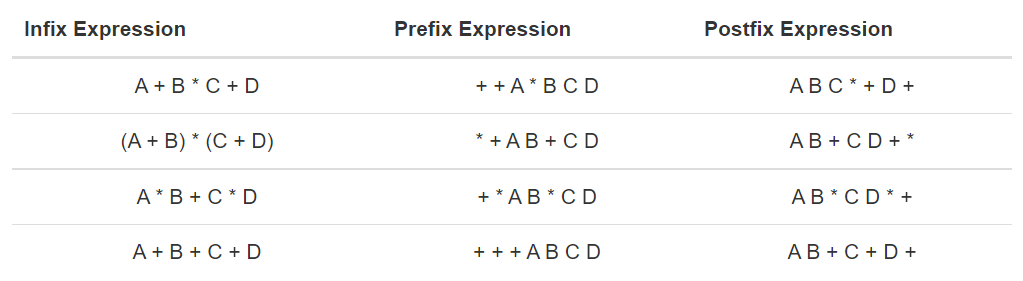 Infix Expression Prefix Expression Postfix Expression
A + B * C + D + + A * B C D A B C * + D +
(A + B) * (C + D) * + A B + C D A B + C D + *
A * B + C * D + * A B * C D A B * C D * +
A + B + C + D + + + A B C D A B + C + D +